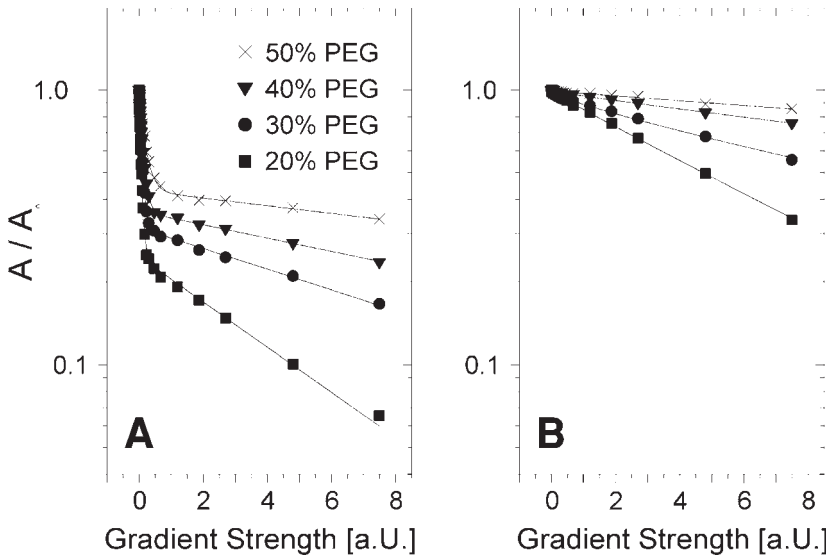 50% PEG
40% PEG
30% PEG
20% PEG
1.0
0.1
A / A
A
0 2 4 6 8
Gradient Strength [a.U.]
1.0
0.1
B
0 2 4 6 8
Gradient Strength [a.U.]